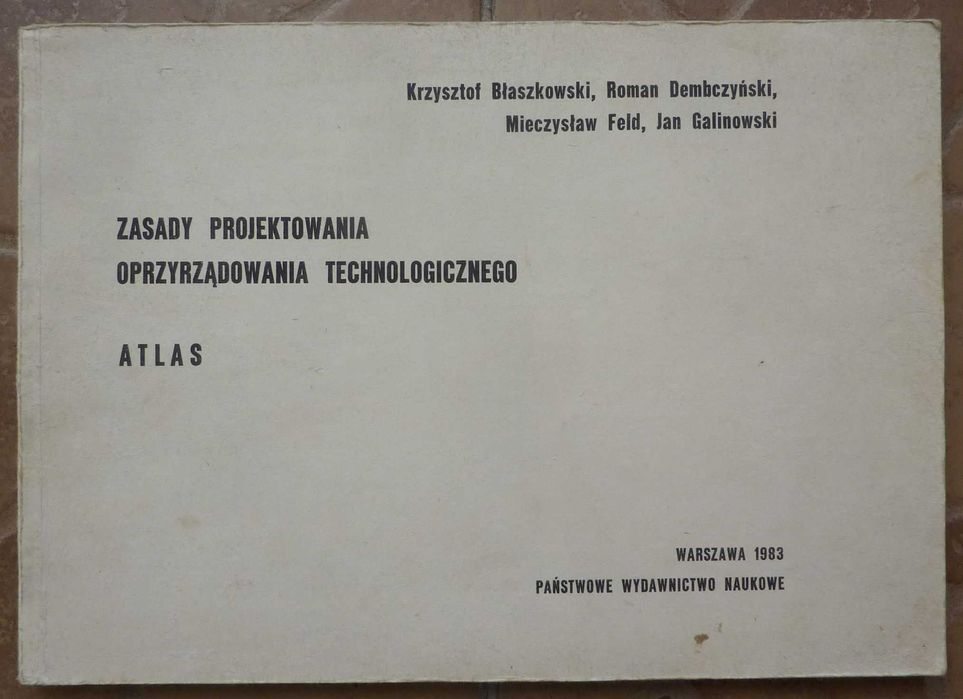 Krzysztof Błaszkowski, Roman Dembczyński,
Mieczysław Feld, Jan Galinowski
ZASADY PROJEKTOWANIA
OPRZYRZĄDOWANIA TECHNOLOGICZNEGO
ATLAS
WARSZAWA 1983
PAŃSTWOWE WYDAWNICTWO NAUKOWE